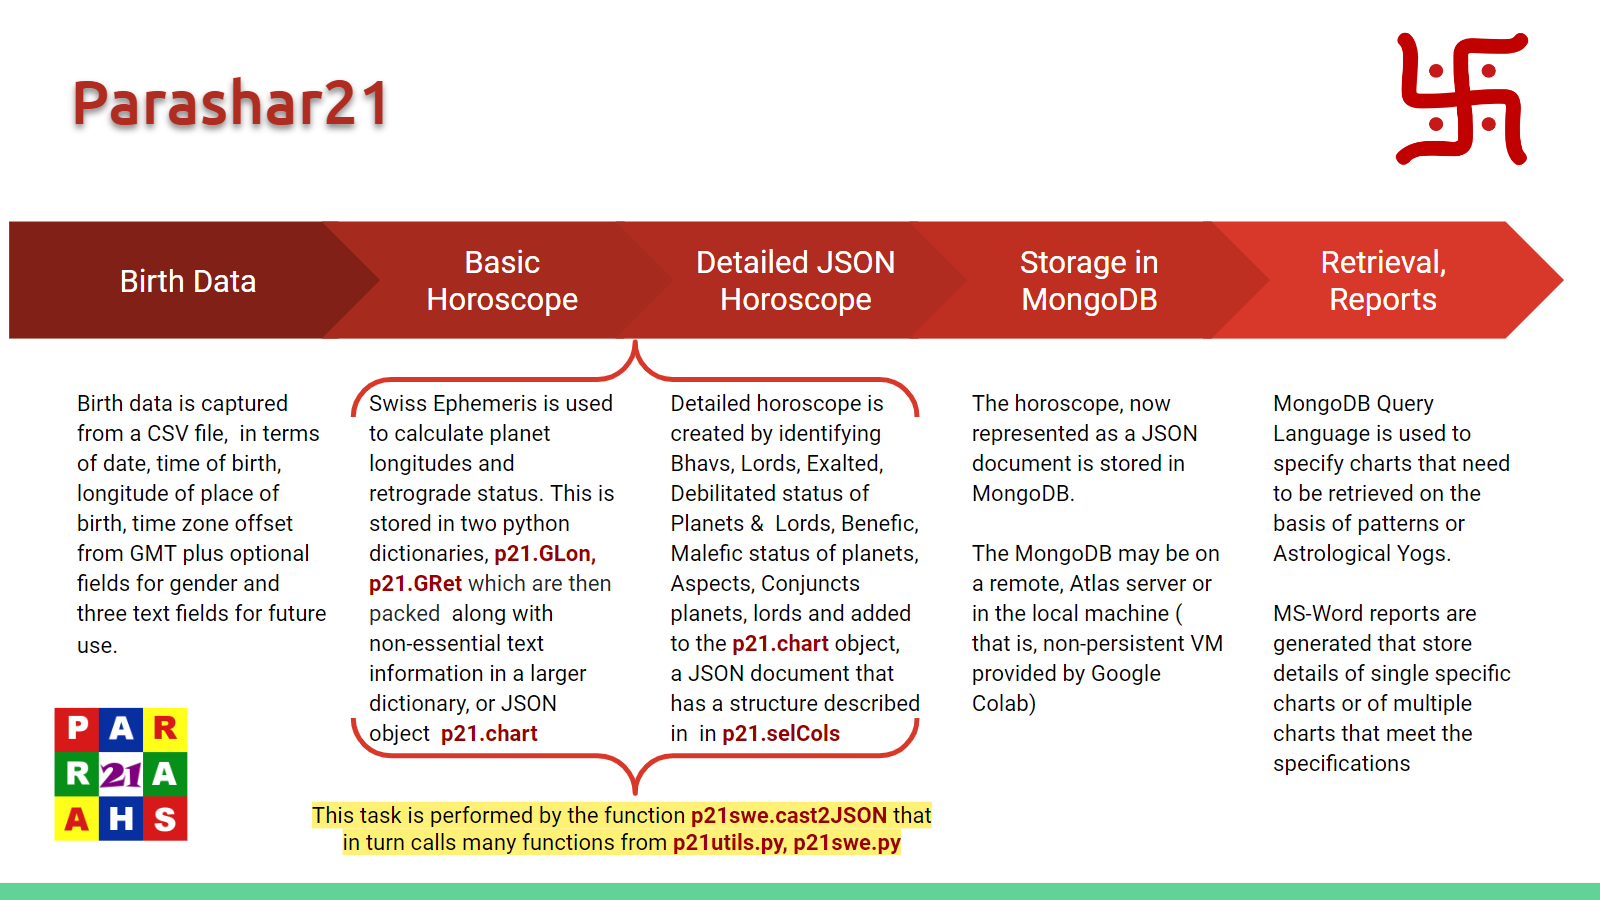 Parashar21
Birth Data
Basic
Horoscope
Detailed JSON
Horoscope
Storage in
MongoDB
Retrieval,
Reports
Birth data is captured
from a CSV file,  in terms
of date, time of birth,
longitude of place of
birth, time zone offset
from GMT plus optional
fields for gender and
three text fields for future
use.
Swiss Ephemeris is used
to calculate planet
longitudes and
retrograde status. This is
stored in two python
dictionaries, p21.GLon,
p21.GRet which are then
packed  along with
non-essential text
information in a larger
dictionary, or JSON
object  p21.chart
Detailed horoscope is
created by identifying
Bhavs, Lords, Exalted,
Debilitated status of
Planets &  Lords, Benefic,
Malefic status of planets,
Aspects, Conjuncts
planets, lords and added
to the p21.chart object,
a JSON document that
has a structure described
in  in p21.selCols
The horoscope, now
represented as a JSON
document is stored in
MongoDB.
The MongoDB may be on
a remote, Atlas server or
in the local machine (
that is, non-persistent VM
provided by Google
Colab)
MongoDB Query
Language is used to
specify charts that need
to be retrieved on the
basis of patterns or
Astrological Yogs.
MS-Word reports are
generated that store
details of single specific
charts or of multiple
charts that meet the
specifications
P A R
R 21 A
A H S
This task is performed by the function p21swe.cast2JSON that
in turn calls many functions from p21utils.py, p21swe.py